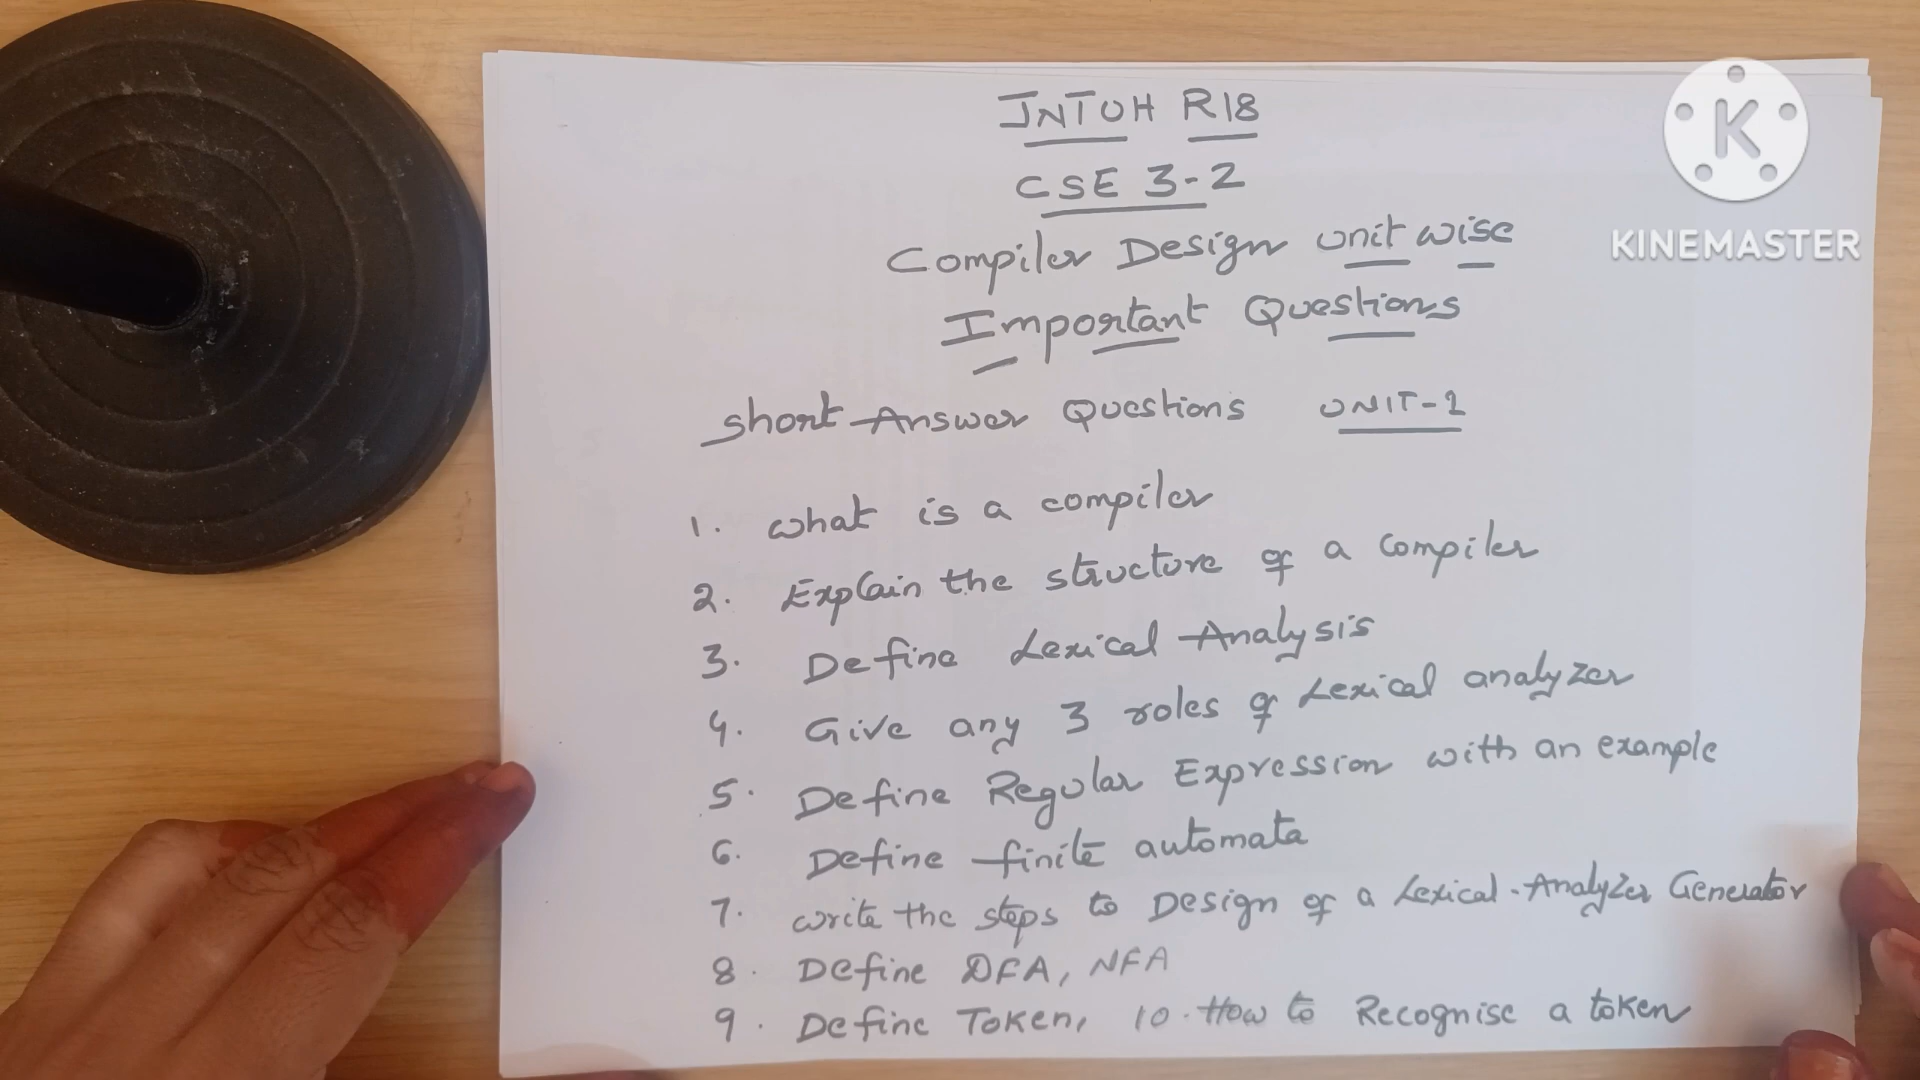 JNTUH R18
CSE 3-2
Compiler Design unit wise
Important Questions
Short Answer Questions UNIT-1
1. what is a compiler
2. Explain the structure of a compiler
3. Define Lexical Analysis
4. Give any 3 roles of Lexical analyzer
5. Define Regular Expression with an example
6. Define finite automata
7. write the steps to Design of a Lexical-Analyzer Generator
8. Define DFA, NFA
9. Define Token, 10. How to Recognise a token
K
KINEMASTER